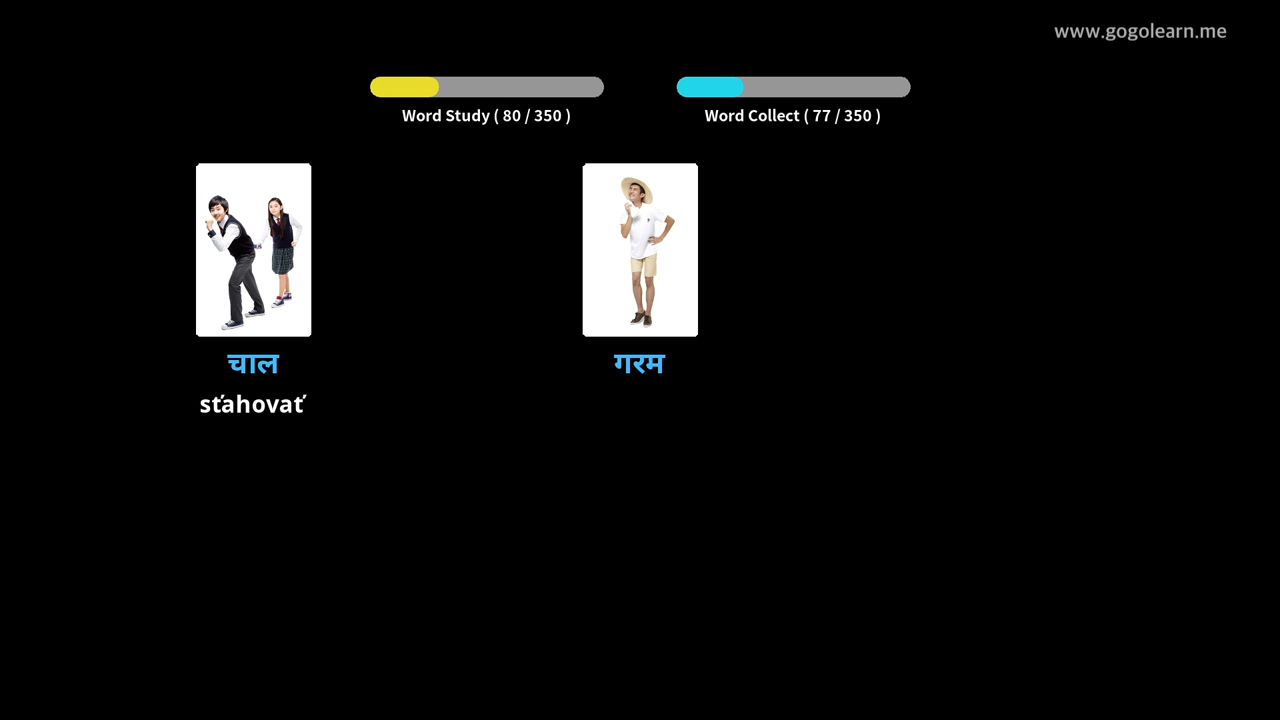 www.gogolearn.me
Word Study ( 80 / 350 )
Word Collect ( 77 / 350 )
चाल
गरम
sťahovať